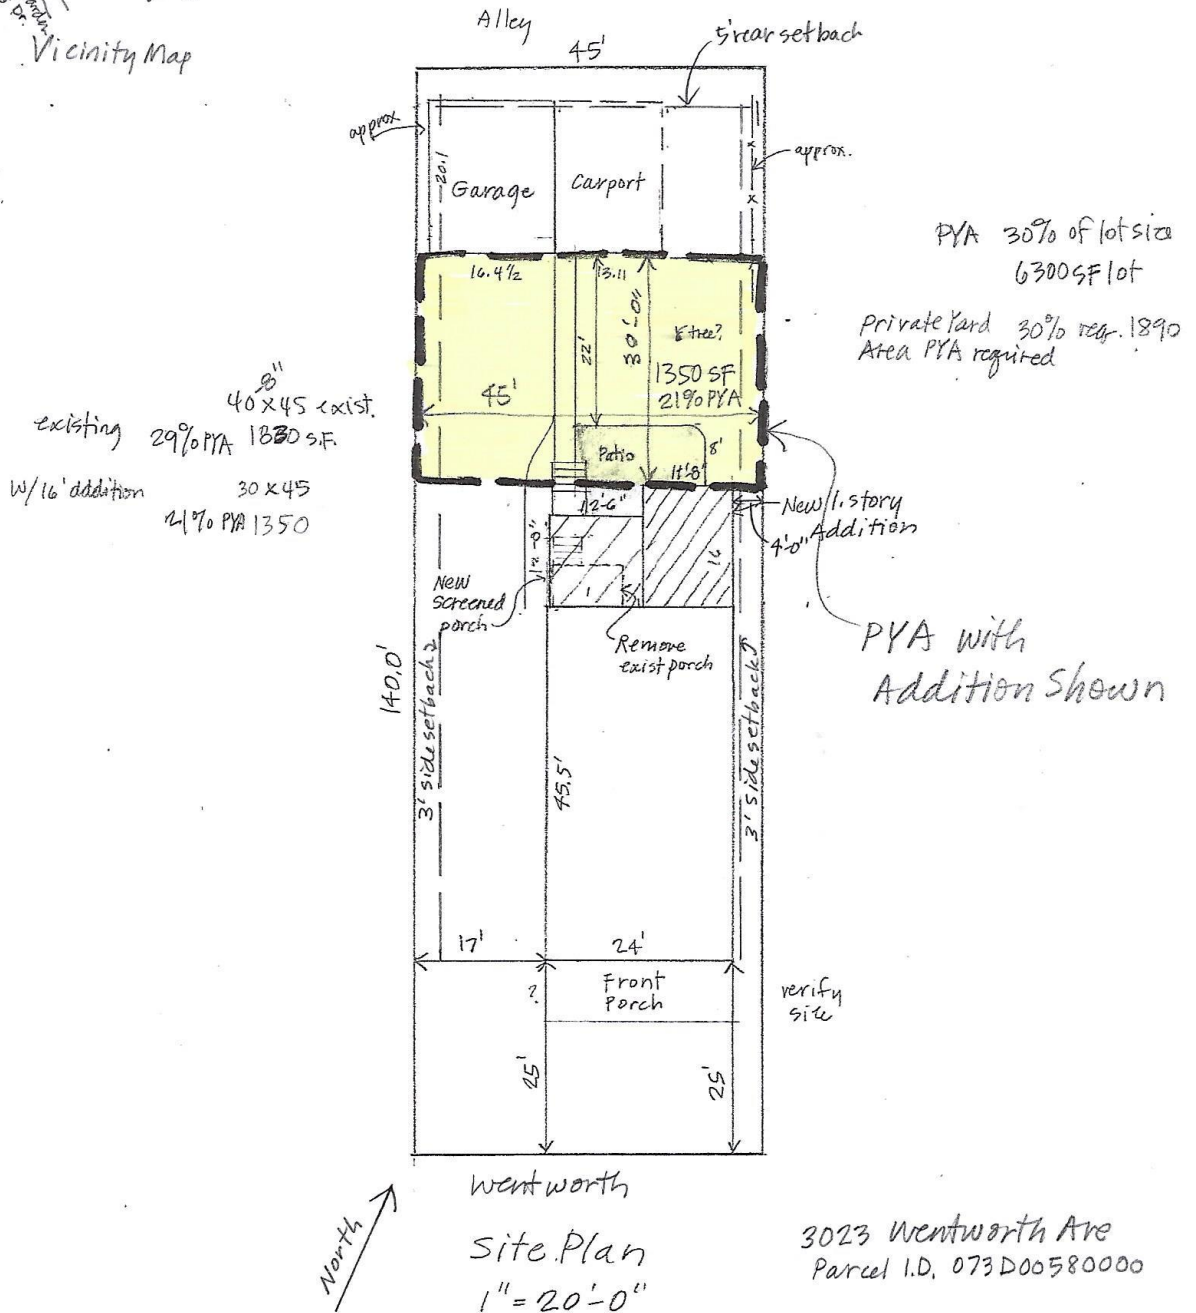 Vicinity Map
Alley
45'
5' rear setback
approx
approx.
20.1
Garage
Carport
PYA 30% of lot size
6300 SF lot
Private Yard 30% req. 1890
Area PYA required
16.4 1/2
13.11
22'
30'-0"
tree?
1350 SF
21% PYA
45'
8"
40 x 45 exist.
existing 29% PYA 1830 S.F.
W/16' addition 30 x 45
21% PYA 1350
Patio
8'
11'-8"
12'-6"
New 1. story
Addition
4'-0"
16
12'-0"
New
screened
porch
Remove
exist porch
PYA with
Addition Shown
140.0'
3' side setback
3' side setback
45.5'
17'
24'
Front
Porch
?
verify
site
25'
25'
Wentworth
North
Site Plan
1" = 20'-0"
3023 Wentworth Ave
Parcel I.D. 073D00580000